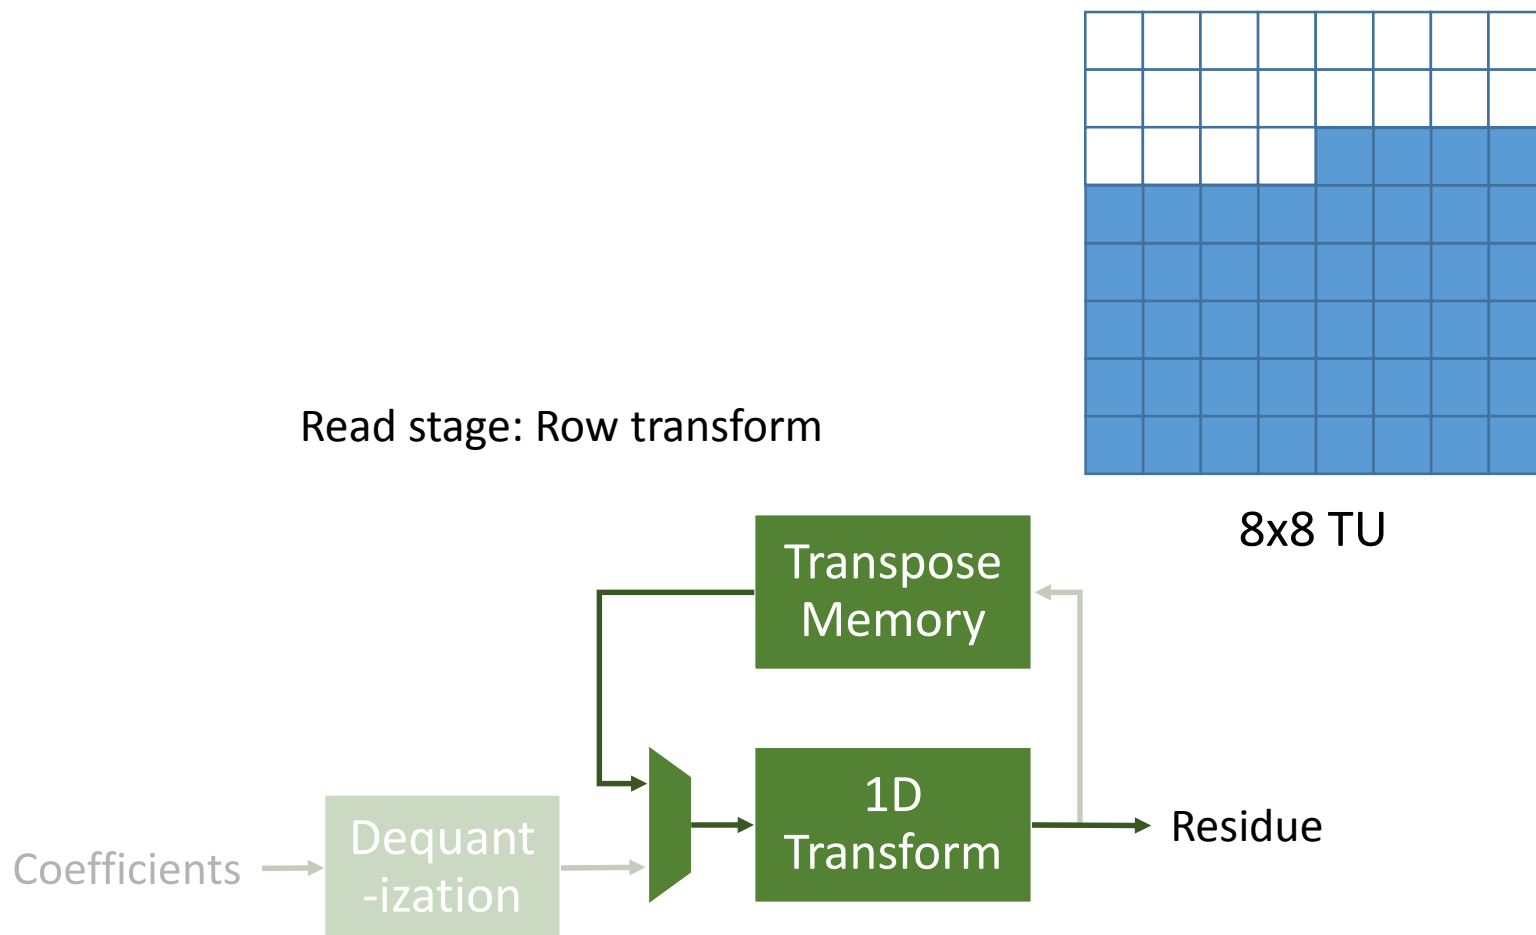 Read stage: Row transform
8x8 TU
Transpose
Memory
1D
Transform
Residue
Dequant
-ization
Coefficients